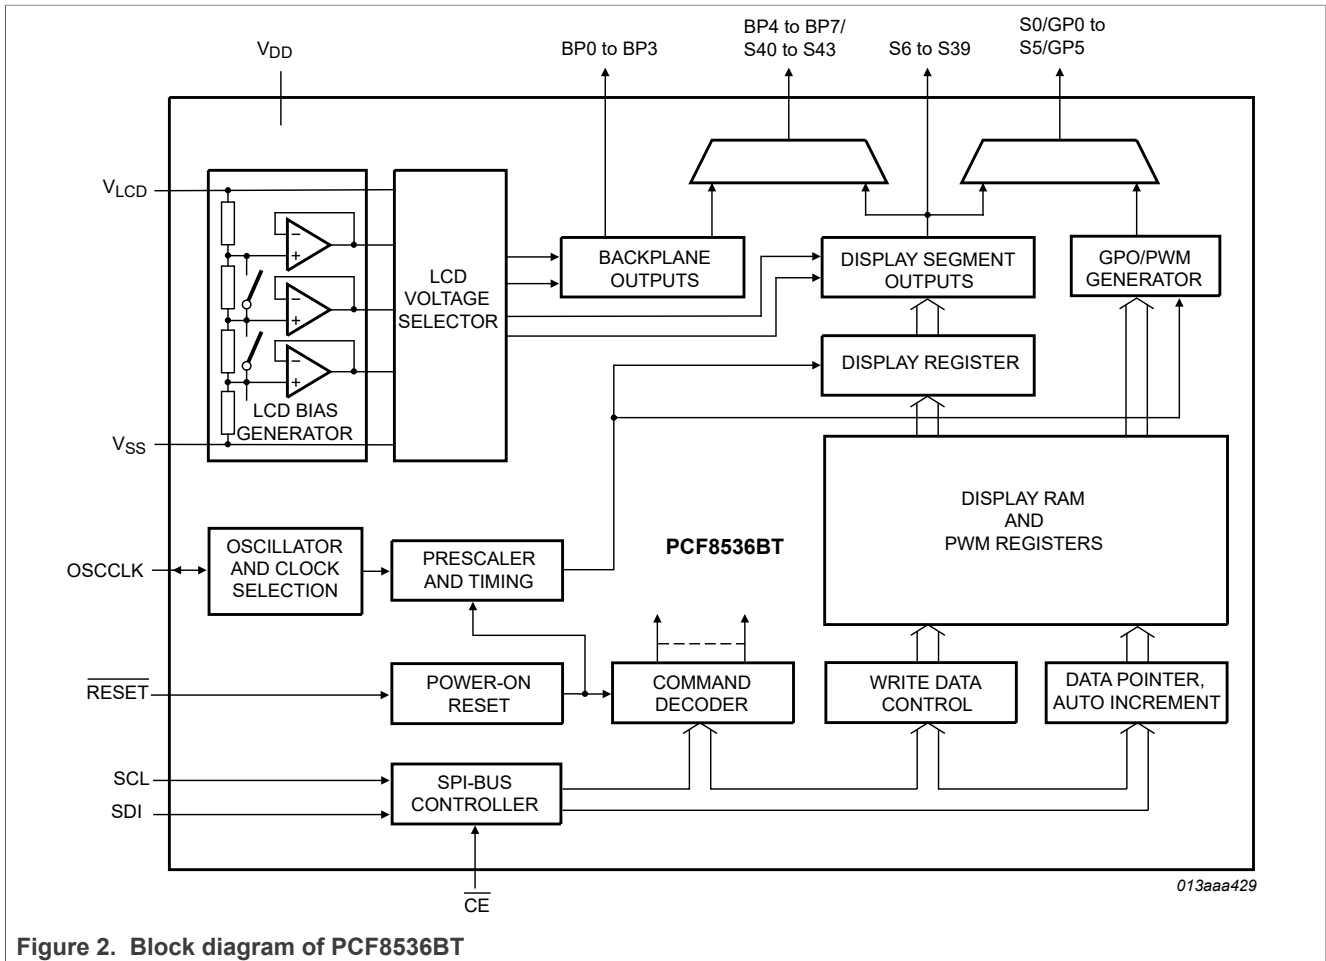 V_DD
BP0 to BP3
BP4 to BP7/
S40 to S43
S6 to S39
S0/GP0 to
S5/GP5
V_LCD
LCD
VOLTAGE
SELECTOR
LCD BIAS
GENERATOR
V_SS
BACKPLANE
OUTPUTS
DISPLAY SEGMENT
OUTPUTS
GPO/PWM
GENERATOR
DISPLAY REGISTER
DISPLAY RAM
AND
PWM REGISTERS
PCF8536BT
OSCCLK
OSCILLATOR
AND CLOCK
SELECTION
PRESCALER
AND TIMING
RESET
POWER-ON
RESET
COMMAND
DECODER
WRITE DATA
CONTROL
DATA POINTER,
AUTO INCREMENT
SCL
SDI
SPI-BUS
CONTROLLER
CE
013aaa429
Figure 2. Block diagram of PCF8536BT